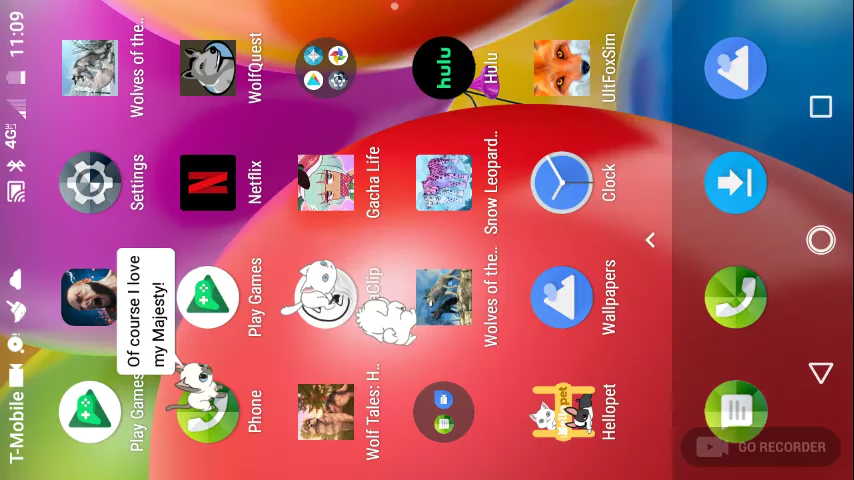 T-Mobile 4G 11:09
Play Games
Settings
Wolves of the..
Of course I love
my Majesty!
Phone
Play Games
Netflix
WolfQuest
Wolf Tales: H..
Clip
Gacha Life
Wolves of the..
Snow Leopard..
hulu
Hulu
Hellopet
Wallpapers
Clock
UltFoxSim
GO RECORDER